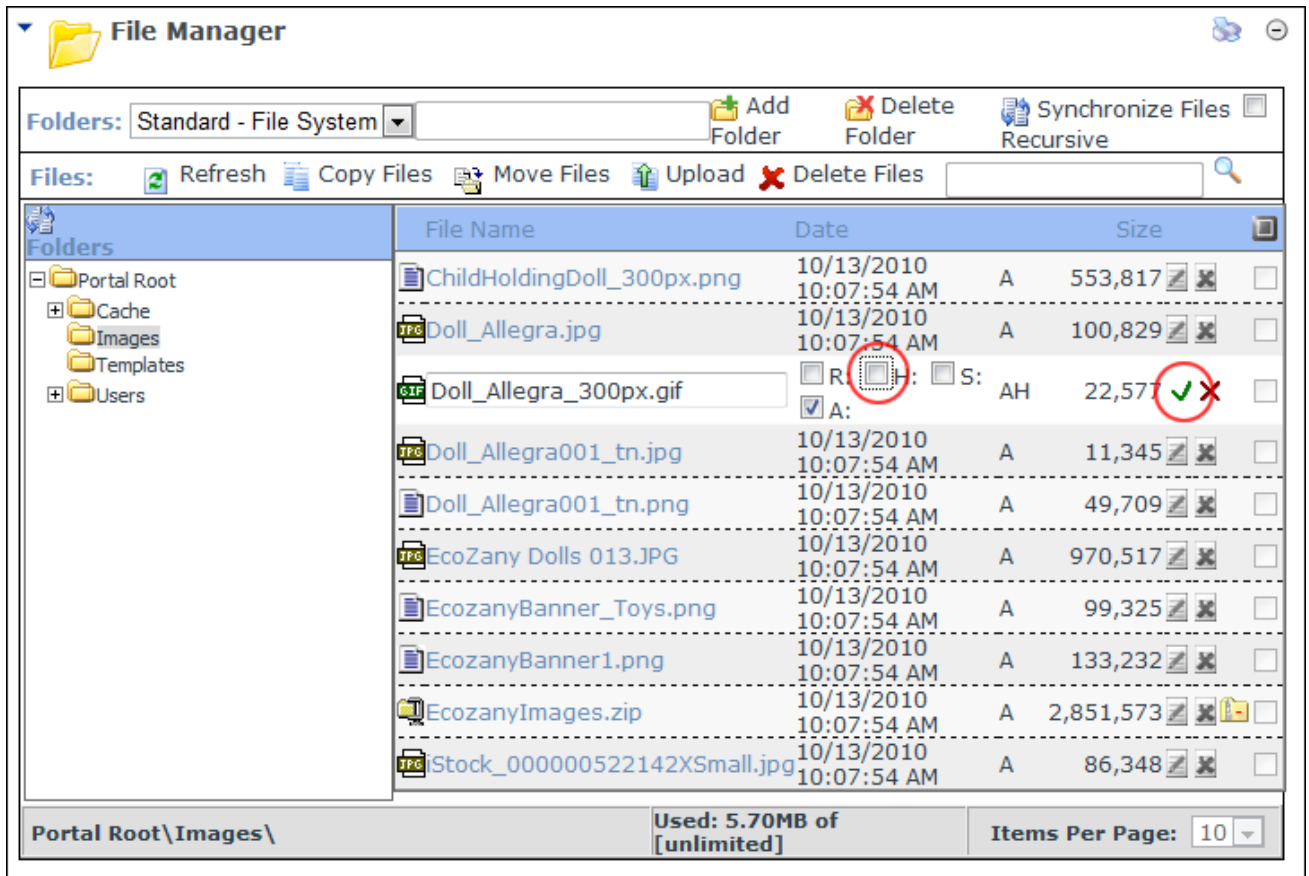 File Manager
Folders: Standard - File System Add Folder Delete Folder Synchronize Files Recursive
Files: Refresh Copy Files Move Files Upload Delete Files
Folders
Portal Root
Cache
Images
Templates
Users
File Name Date Size
ChildHoldingDoll_300px.png 10/13/2010 10:07:54 AM A 553,817
JPG Doll_Allegra.jpg 10/13/2010 10:07:54 AM A 100,829
GIF Doll_Allegra_300px.gif R: H: S: A: AH 22,577
JPG Doll_Allegra001_tn.jpg 10/13/2010 10:07:54 AM A 11,345
Doll_Allegra001_tn.png 10/13/2010 10:07:54 AM A 49,709
JPG EcoZany Dolls 013.JPG 10/13/2010 10:07:54 AM A 970,517
EcozanyBanner_Toys.png 10/13/2010 10:07:54 AM A 99,325
EcozanyBanner1.png 10/13/2010 10:07:54 AM A 133,232
EcozanyImages.zip 10/13/2010 10:07:54 AM A 2,851,573
JPG iStock_000000522142XSmall.jpg 10/13/2010 10:07:54 AM A 86,348
Portal Root\Images\ Used: 5.70MB of [unlimited] Items Per Page: 10